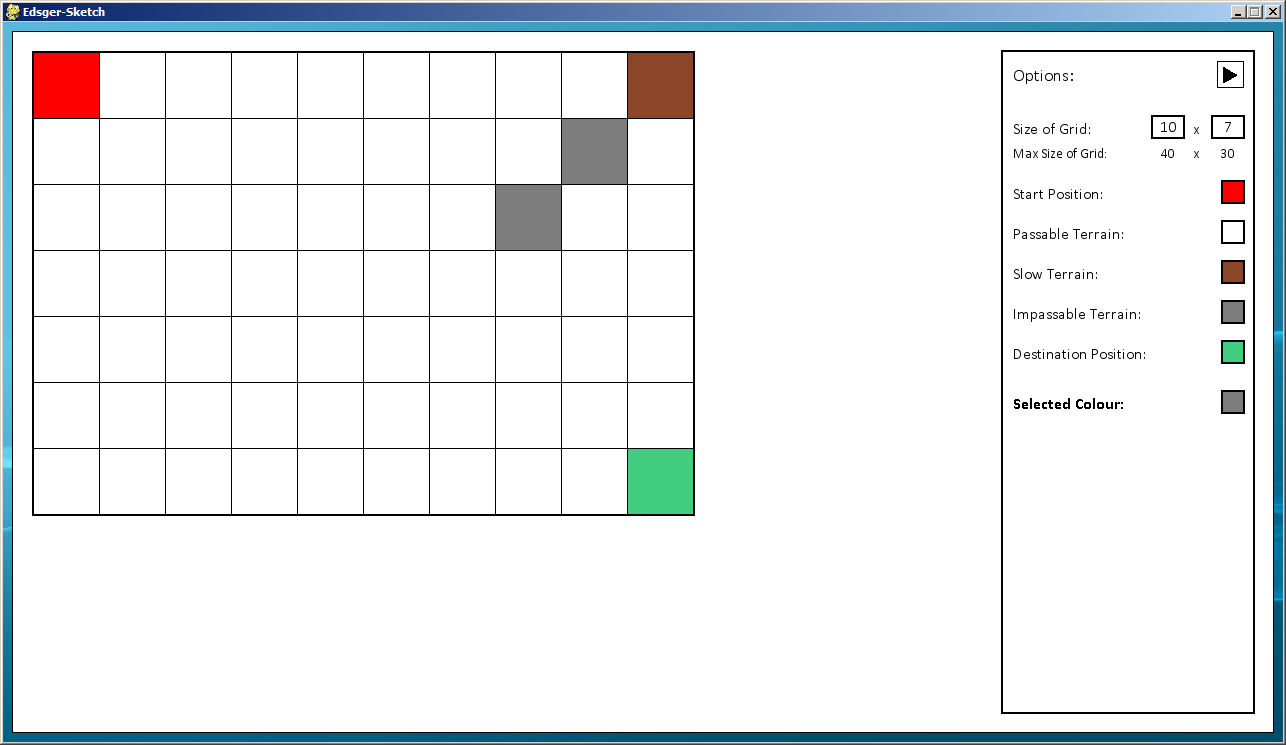 Edsger-Sketch
Options:
Size of Grid: 10 x 7
Max Size of Grid: 40 x 30
Start Position:
Passable Terrain:
Slow Terrain:
Impassable Terrain:
Destination Position:
Selected Colour: